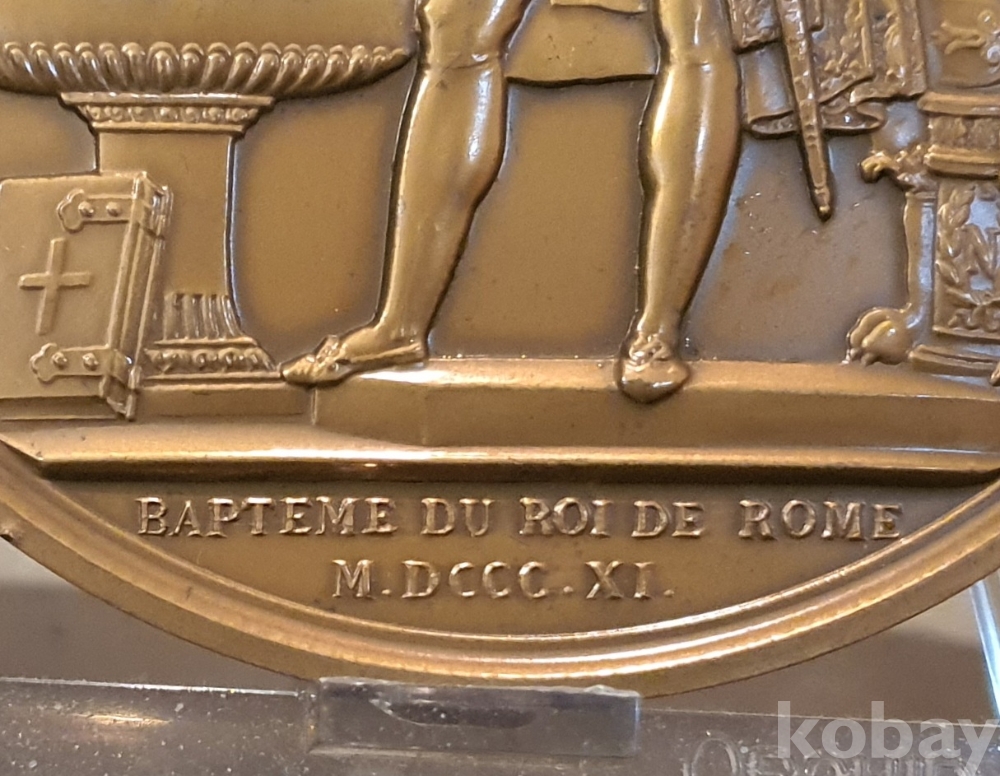 N
BAPTEME DU ROI DE ROME
M.DCCC.XI.
kobay